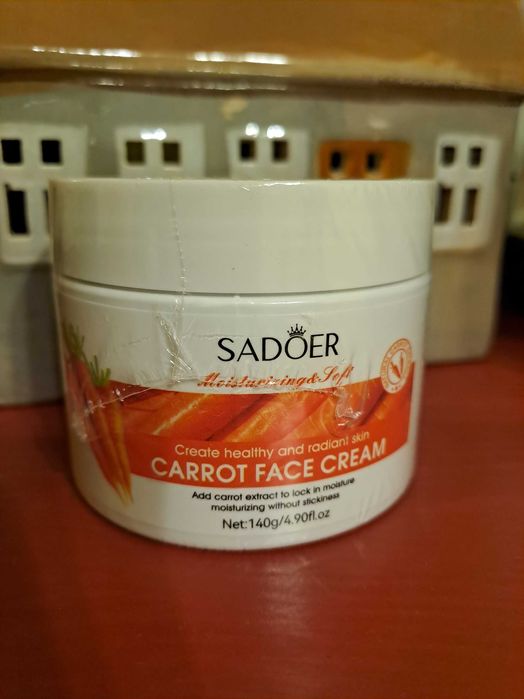 SADOER
Moisturizing&Soft
Create healthy and radiant skin
CARROT FACE CREAM
Add carrot extract to lock in moisture
moisturizing without stickiness
Net:140g/4.90fl.oz